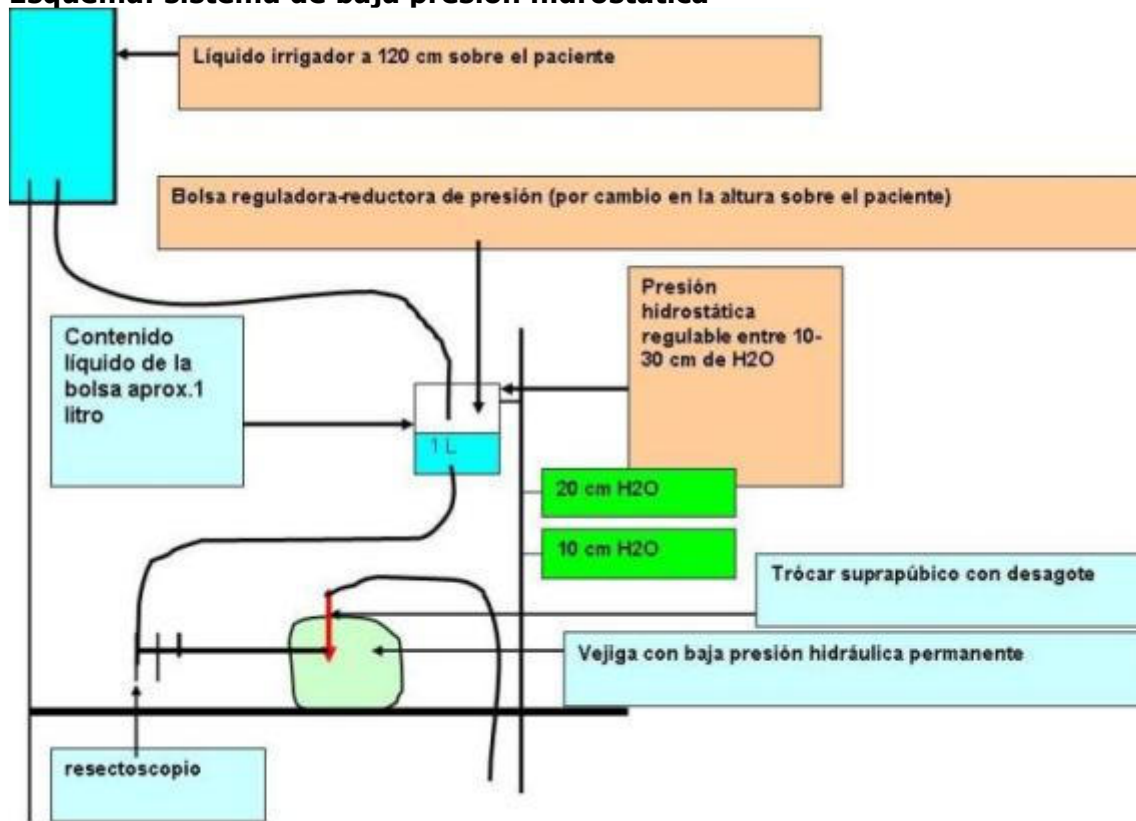 Esquema: sistema de baja presión hidrostática
Líquido irrigador a 120 cm sobre el paciente
Bolsa reguladora-reductora de presión (por cambio en la altura sobre el paciente)
Presión
hidrostática
regulable entre 10-
30 cm de H2O
Contenido
líquido de la
bolsa aprox.1
litro
1 L
20 cm H2O
10 cm H2O
Trócar suprapúbico con desagote
Vejiga con baja presión hidráulica permanente
resectoscopio